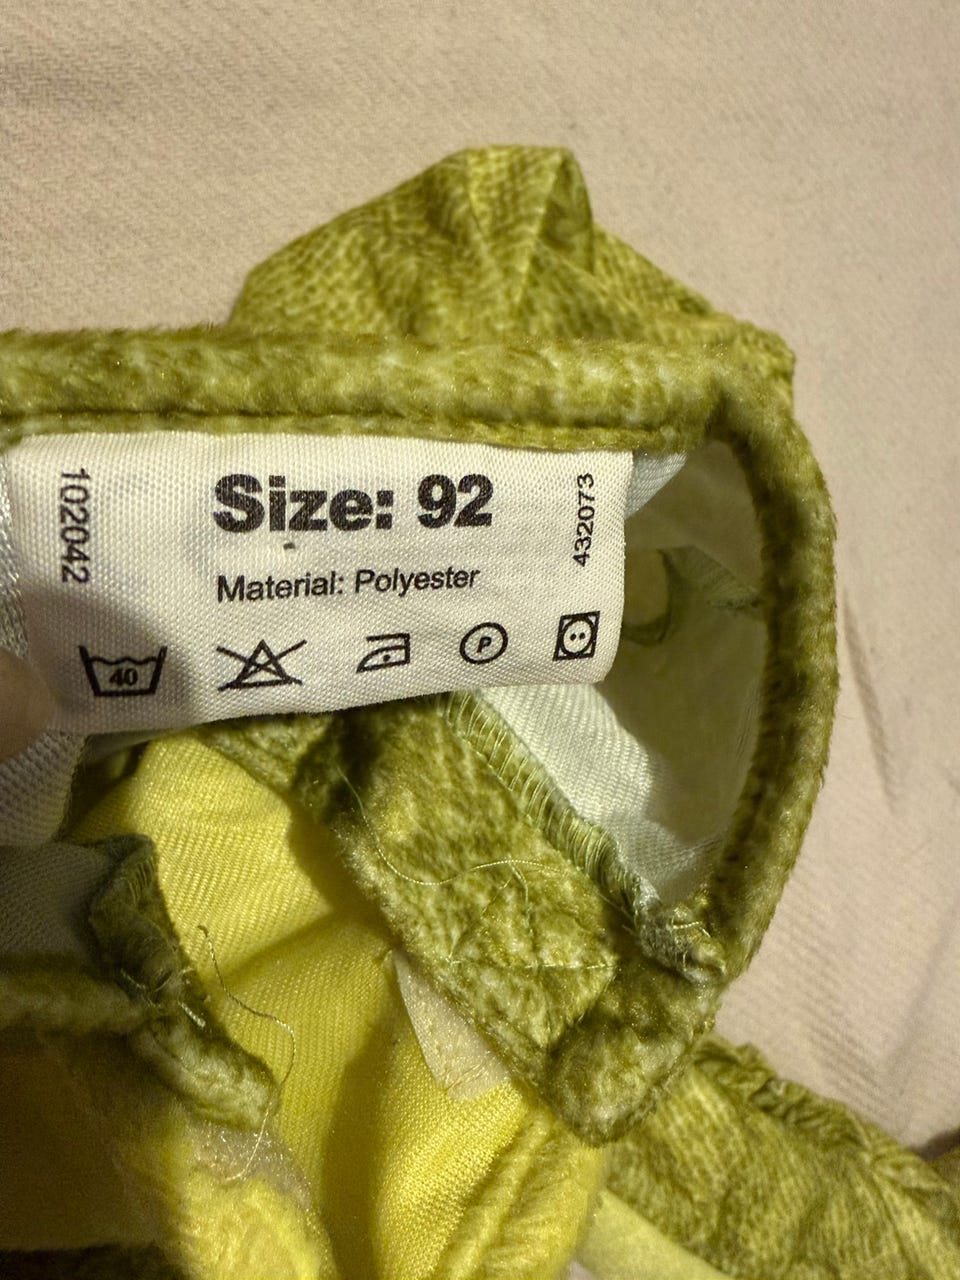 102042
Size: 92
432073
Material: Polyester
40
P